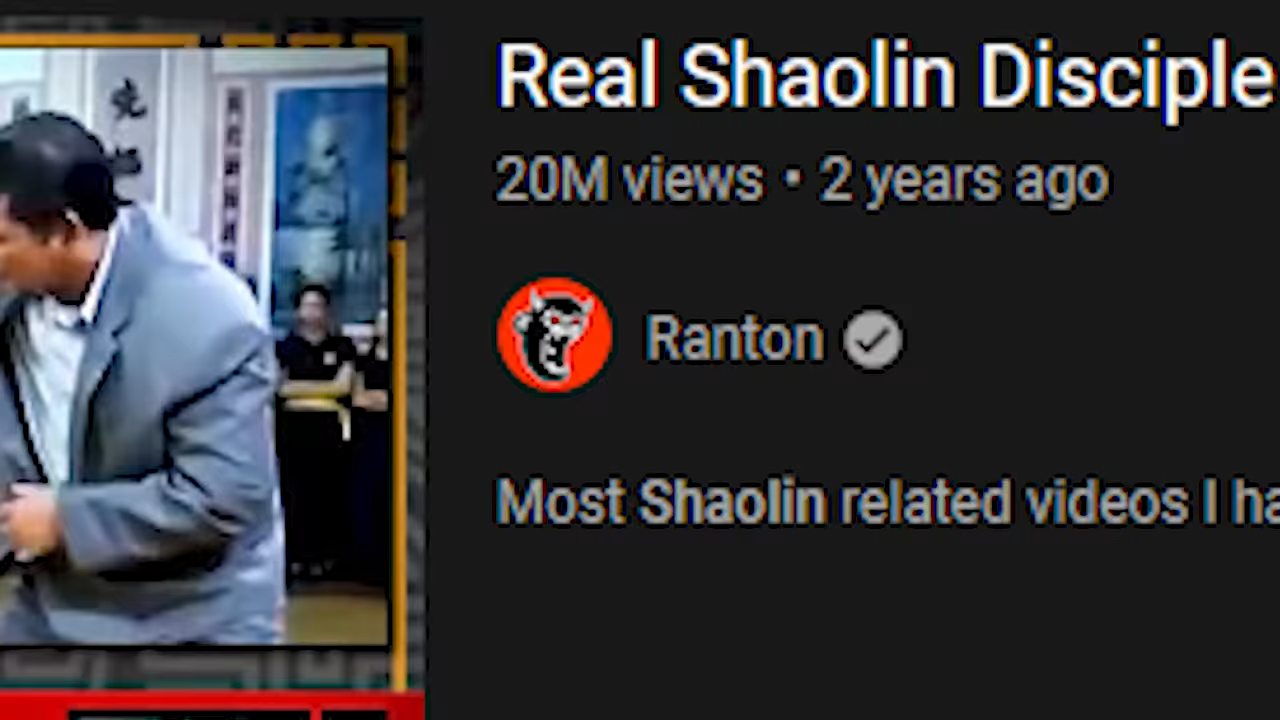 Real Shaolin Disciple
20M views • 2 years ago
Ranton
Most Shaolin related videos I ha